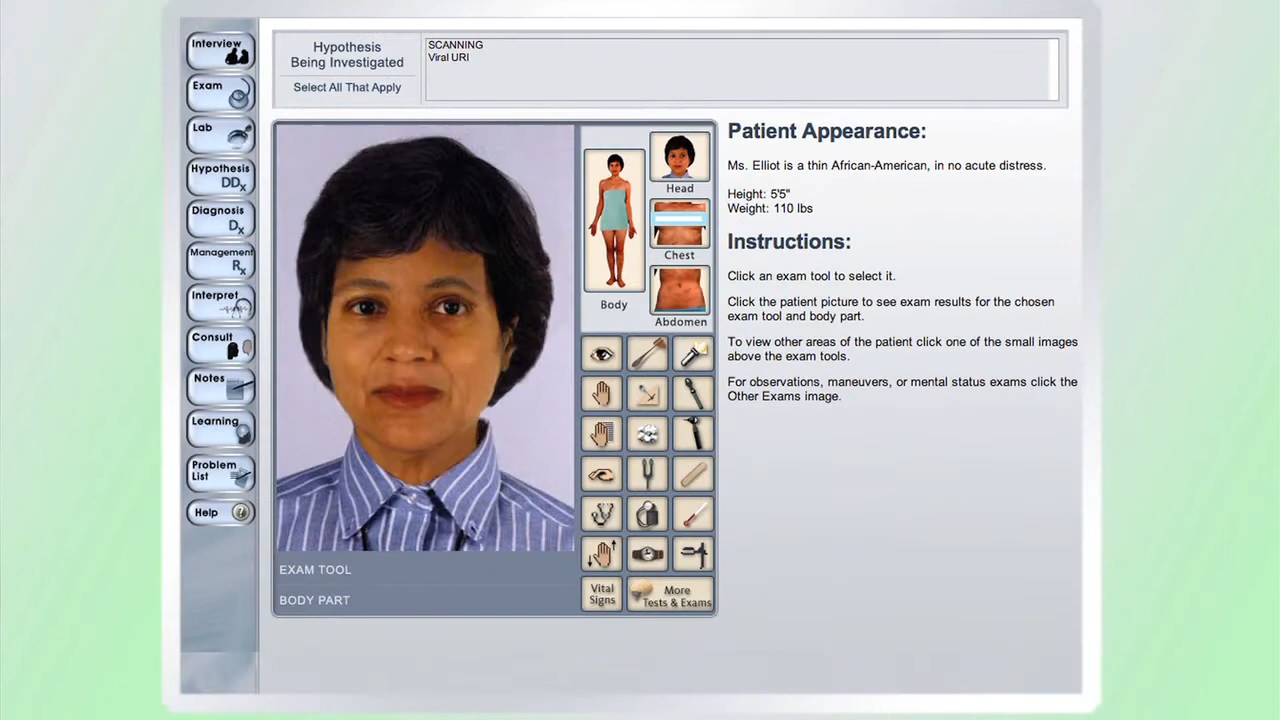 Interview
Exam
Lab
Hypothesis
DDx
Diagnosis
Dx
Management
Rx
Interpret
Consult
Notes
Learning
Problem
List
Help
?
Hypothesis
Being Investigated
Select All That Apply
SCANNING
Viral URI
EXAM TOOL
BODY PART
Body
Head
Chest
Abdomen
Vital
Signs
More
Tests & Exams
Patient Appearance:
Ms. Elliot is a thin African-American, in no acute distress.
Height: 5'5"
Weight: 110 lbs
Instructions:
Click an exam tool to select it.
Click the patient picture to see exam results for the chosen
exam tool and body part.
To view other areas of the patient click one of the small images
above the exam tools.
For observations, maneuvers, or mental status exams click the
Other Exams image.